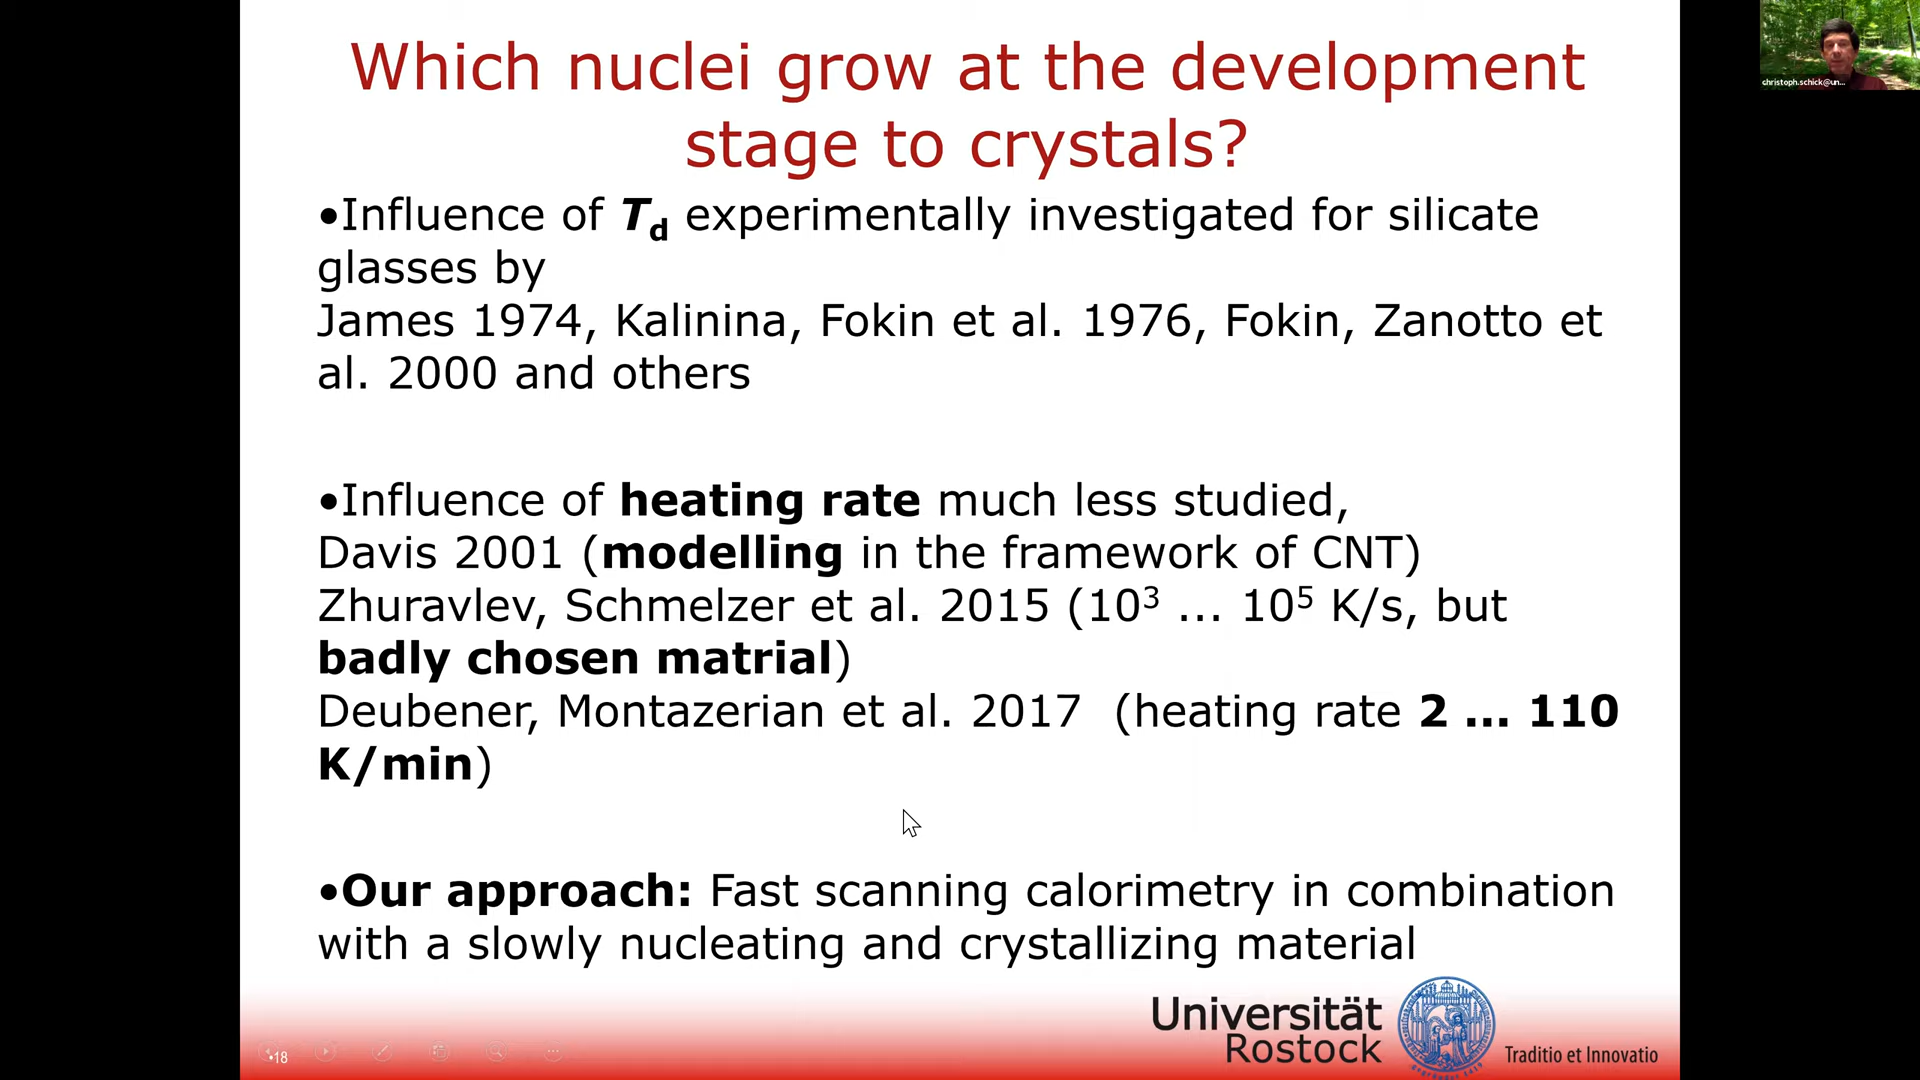 Which nuclei grow at the development
stage to crystals?
•Influence of Td experimentally investigated for silicate
glasses by
James 1974, Kalinina, Fokin et al. 1976, Fokin, Zanotto et
al. 2000 and others
•Influence of heating rate much less studied,
Davis 2001 (modelling in the framework of CNT)
Zhuravlev, Schmelzer et al. 2015 (10³ ... 10⁵ K/s, but
badly chosen matrial)
Deubener, Montazerian et al. 2017 (heating rate 2 ... 110
K/min)
•Our approach: Fast scanning calorimetry in combination
with a slowly nucleating and crystallizing material
Universität
Rostock
Traditio et Innovatio
•18
christoph.schick@un...